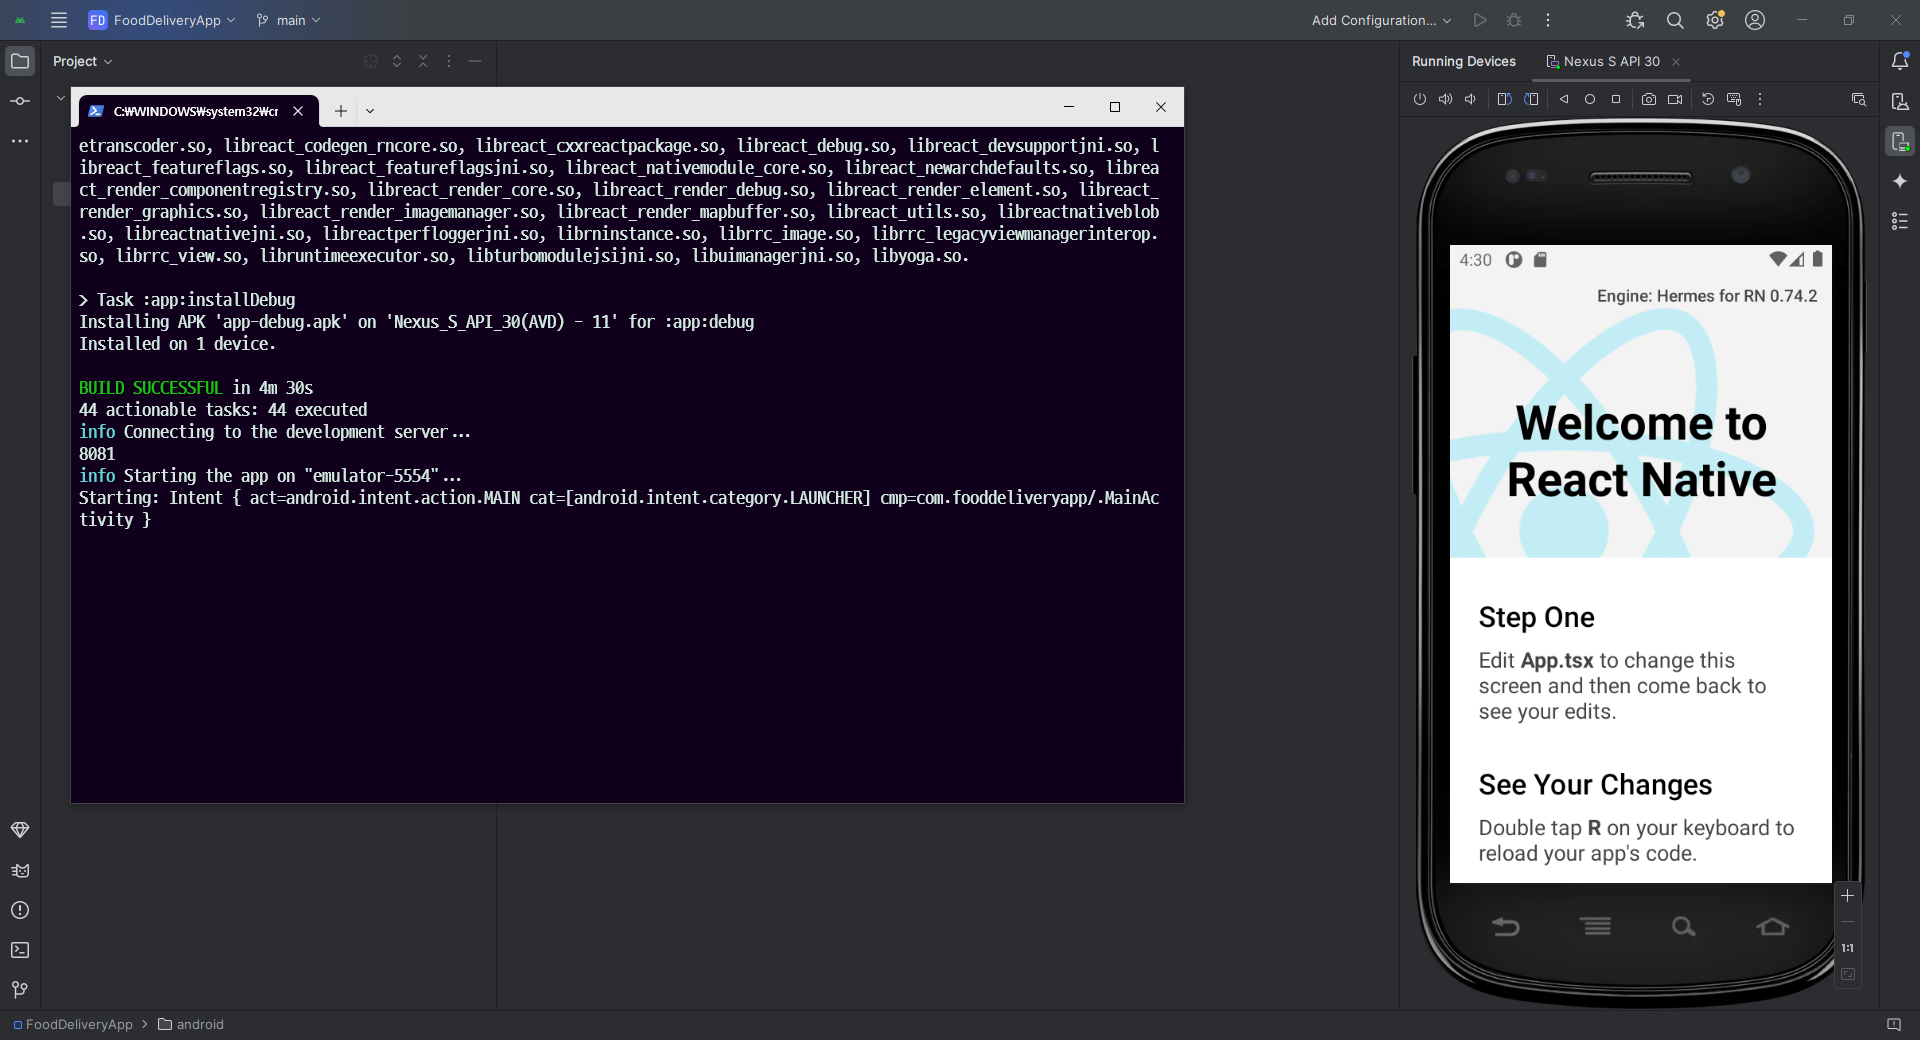 FD FoodDeliveryApp main Add Configuration...
Project
Running Devices Nexus S API 30
C:₩WINDOWS₩system32₩cr
etranscoder.so, libreact_codegen_rncore.so, libreact_cxxreactpackage.so, libreact_debug.so, libreact_devsupportjni.so, l
ibreact_featureflags.so, libreact_featureflagsjni.so, libreact_nativemodule_core.so, libreact_newarchdefaults.so, librea
ct_render_componentregistry.so, libreact_render_core.so, libreact_render_debug.so, libreact_render_element.so, libreact_
render_graphics.so, libreact_render_imagemanager.so, libreact_render_mapbuffer.so, libreact_utils.so, libreactnativeblob
.so, libreactnativejni.so, libreactperfloggerjni.so, librninstance.so, librrc_image.so, librrc_legacyviewmanagerinterop.
so, librrc_view.so, libruntimeexecutor.so, libturbomodulejsijni.so, libuimanagerjni.so, libyoga.so.
> Task :app:installDebug
Installing APK 'app-debug.apk' on 'Nexus_S_API_30(AVD) - 11' for :app:debug
Installed on 1 device.
BUILD SUCCESSFUL in 4m 30s
44 actionable tasks: 44 executed
info Connecting to the development server...
8081
info Starting the app on "emulator-5554"...
Starting: Intent { act=android.intent.action.MAIN cat=[android.intent.category.LAUNCHER] cmp=com.fooddeliveryapp/.MainAc
tivity }
4:30
Engine: Hermes for RN 0.74.2
Welcome to
React Native
Step One
Edit App.tsx to change this
screen and then come back to
see your edits.
See Your Changes
Double tap R on your keyboard to
reload your app's code.
1:1
FoodDeliveryApp > android